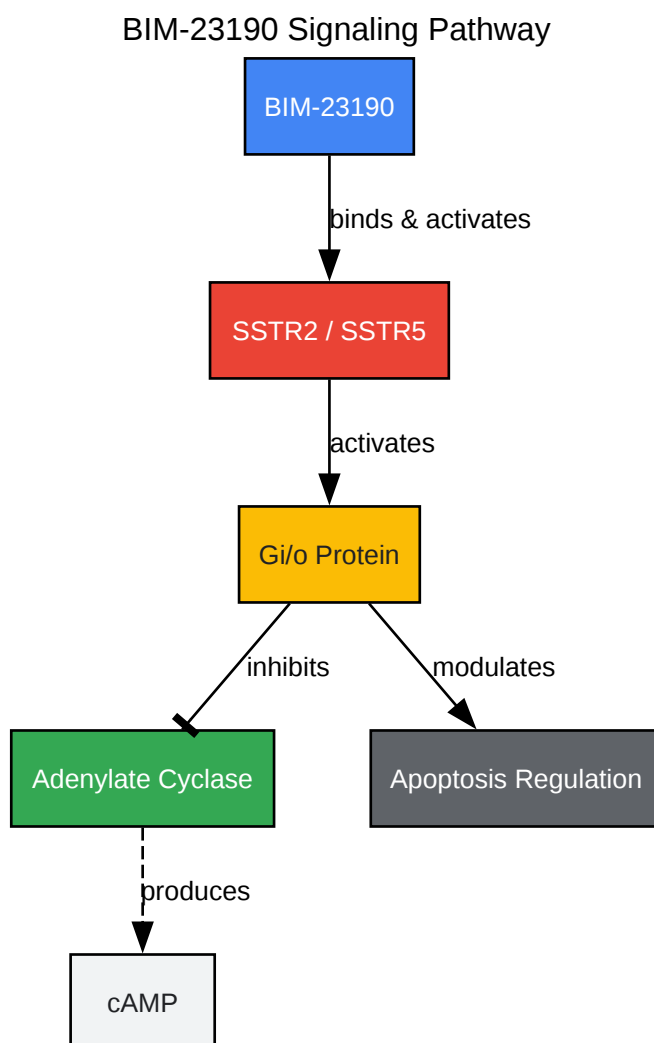 BIM-23190 Signaling Pathway
BIM-23190
binds & activates
SSTR2 / SSTR5
activates
Gi/o Protein
inhibits
modulates
Adenylate Cyclase
Apoptosis Regulation
produces
cAMP